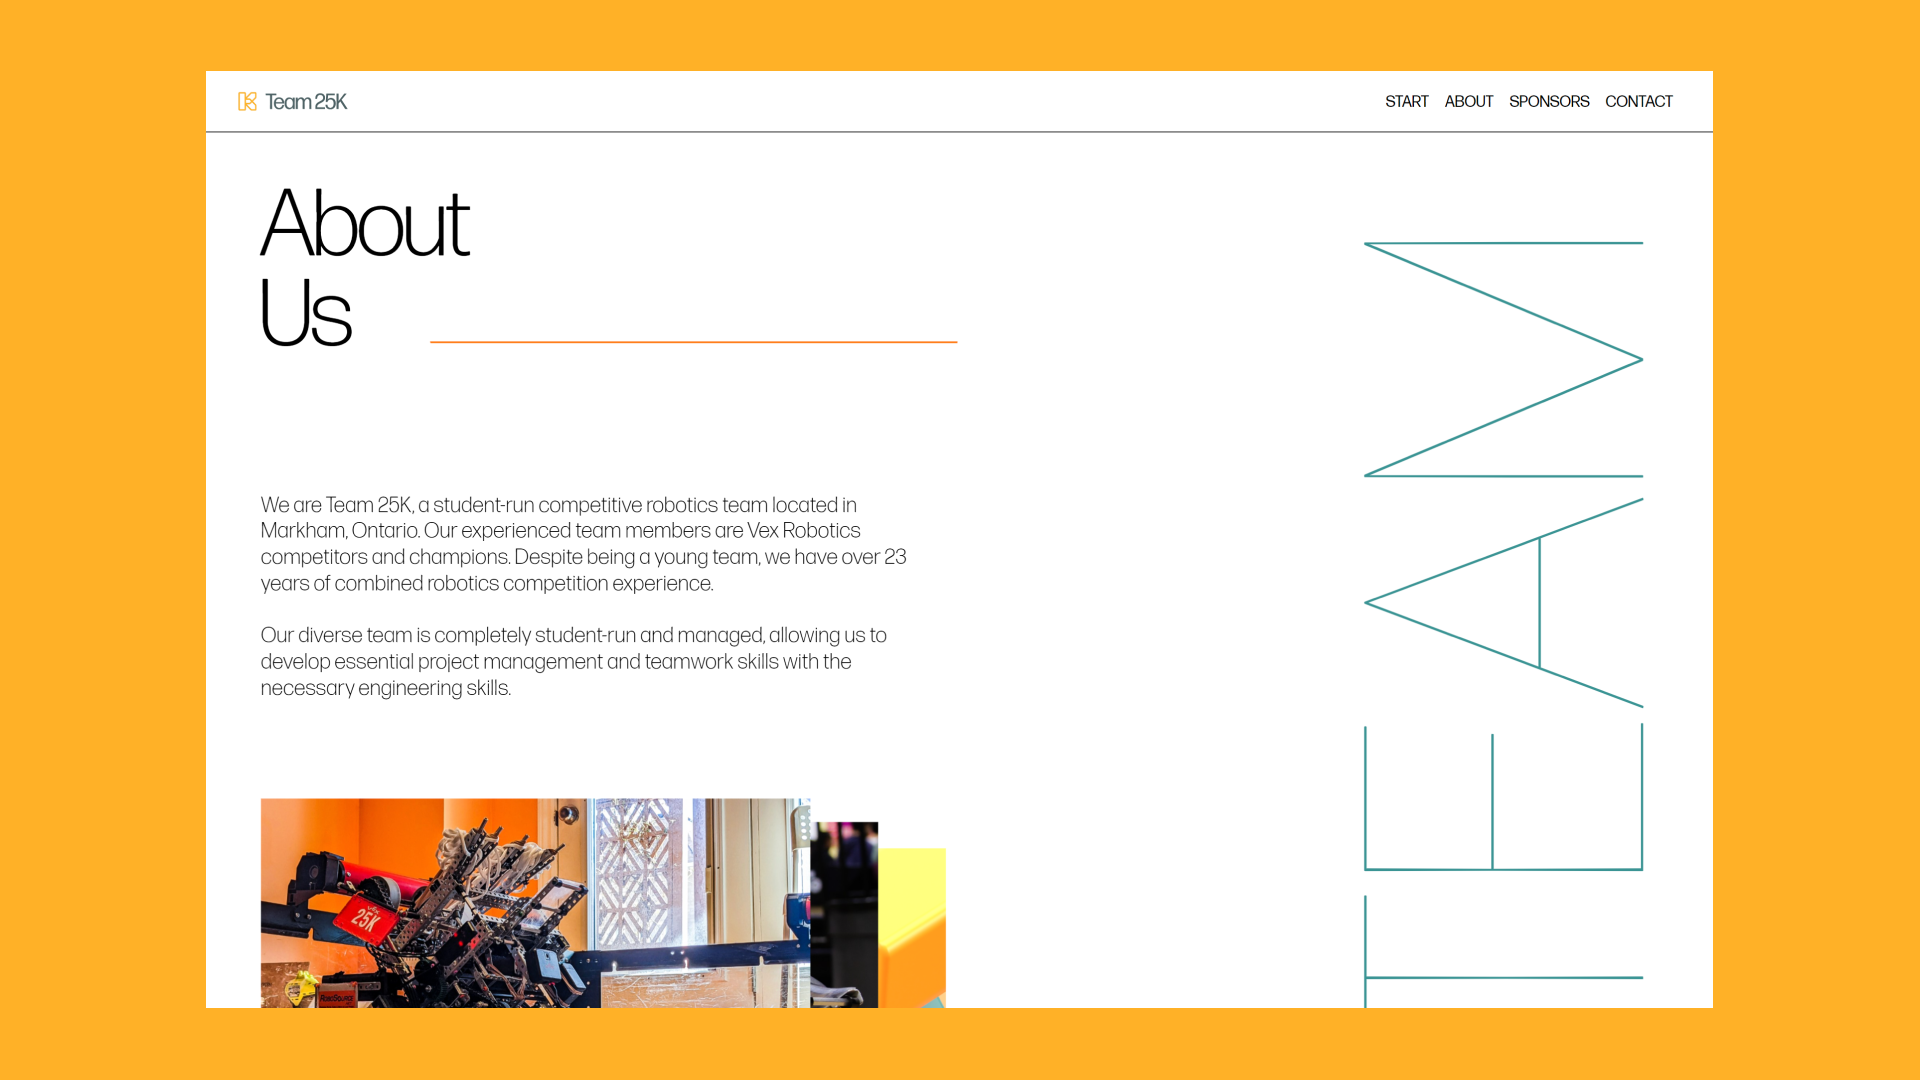 Team 25K
START ABOUT SPONSORS CONTACT
About
Us
We are Team 25K, a student-run competitive robotics team located in
Markham, Ontario. Our experienced team members are Vex Robotics
competitors and champions. Despite being a young team, we have over 23
years of combined robotics competition experience.
Our diverse team is completely student-run and managed, allowing us to
develop essential project management and teamwork skills with the
necessary engineering skills.
TEAM
25K
ROBOSOURCE